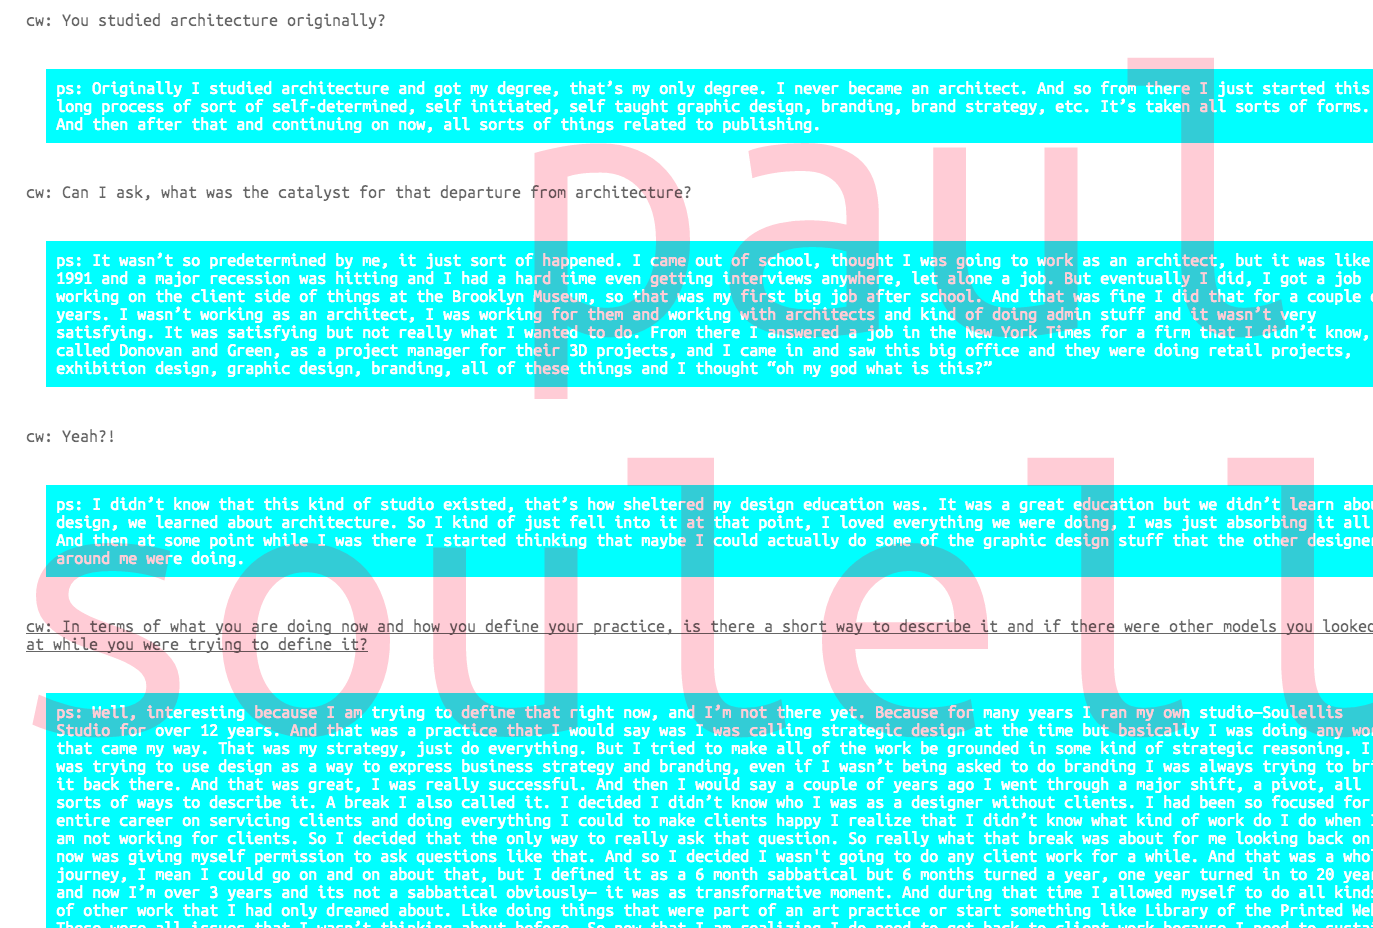 cw: You studied architecture originally?
ps: Originally I studied architecture and got my degree, that’s my only degree. I never became an architect. And so from there I just started this
long process of sort of self-determined, self initiated, self taught graphic design, branding, brand strategy, etc. It’s taken all sorts of forms.
And then after that and continuing on now, all sorts of things related to publishing.
paul
cw: Can I ask, what was the catalyst for that departure from architecture?
ps: It wasn’t so predetermined by me, it just sort of happened. I came out of school, thought I was going to work as an architect, but it was like
1991 and a major recession was hitting and I had a hard time even getting interviews anywhere, let alone a job. But eventually I did, I got a job
working on the client side of things at the Brooklyn Museum, so that was my first big job after school. And that was fine I did that for a couple
years. I wasn’t working as an architect, I was working for them and working with architects and kind of doing admin stuff and it wasn’t very
satisfying. It was satisfying but not really what I wanted to do. From there I answered a job in the New York Times for a firm that I didn’t know,
called Donovan and Green, as a project manager for their 3D projects, and I came in and saw this big office and they were doing retail projects,
exhibition design, graphic design, branding, all of these things and I thought “oh my god what is this?”
cw: Yeah?!
ps: I didn’t know that this kind of studio existed, that’s how sheltered my design education was. It was a great education but we didn’t learn abou
design, we learned about architecture. So I kind of just fell into it at that point, I loved everything we were doing, I was just absorbing it all
And then at some point while I was there I started thinking that maybe I could actually do some of the graphic design stuff that the other designe
around me were doing.
soulell
cw: In terms of what you are doing now and how you define your practice, is there a short way to describe it and if there were other models you looked
at while you were trying to define it?
ps: Well, interesting because I am trying to define that right now, and I’m not there yet. Because for many years I ran my own studio—Soulellis
Studio for over 12 years. And that was a practice that I would say was I was calling strategic design at the time but basically I was doing any wor
that came my way. That was my strategy, just do everything. But I tried to make all of the work be grounded in some kind of strategic reasoning. I
was trying to use design as a way to express business strategy and branding, even if I wasn’t being asked to do branding I was always trying to bri
it back there. And that was great, I was really successful. And then I would say a couple of years ago I went through a major shift, a pivot, all
sorts of ways to describe it. A break I also called it. I decided I didn’t know who I was as a designer without clients. I had been so focused for
entire career on servicing clients and doing everything I could to make clients happy I realize that I didn’t know what kind of work do I do when I
am not working for clients. So I decided that the only way to really ask that question. So really what that break was about for me looking back on
now was giving myself permission to ask questions like that. And so I decided I wasn't going to do any client work for a while. And that was a who
journey, I mean I could go on and on about that, but I defined it as a 6 month sabbatical but 6 months turned a year, one year turned in to 20 year
and now I’m over 3 years and its not a sabbatical obviously— it was as transformative moment. And during that time I allowed myself to do all kinds
of other work that I had only dreamed about. Like doing things that were part of an art practice or start something like Library of the Printed Web
These were all issues that I wasn’t thinking about before. So now that I am realizing I do need to get back to client work because I need to sustai